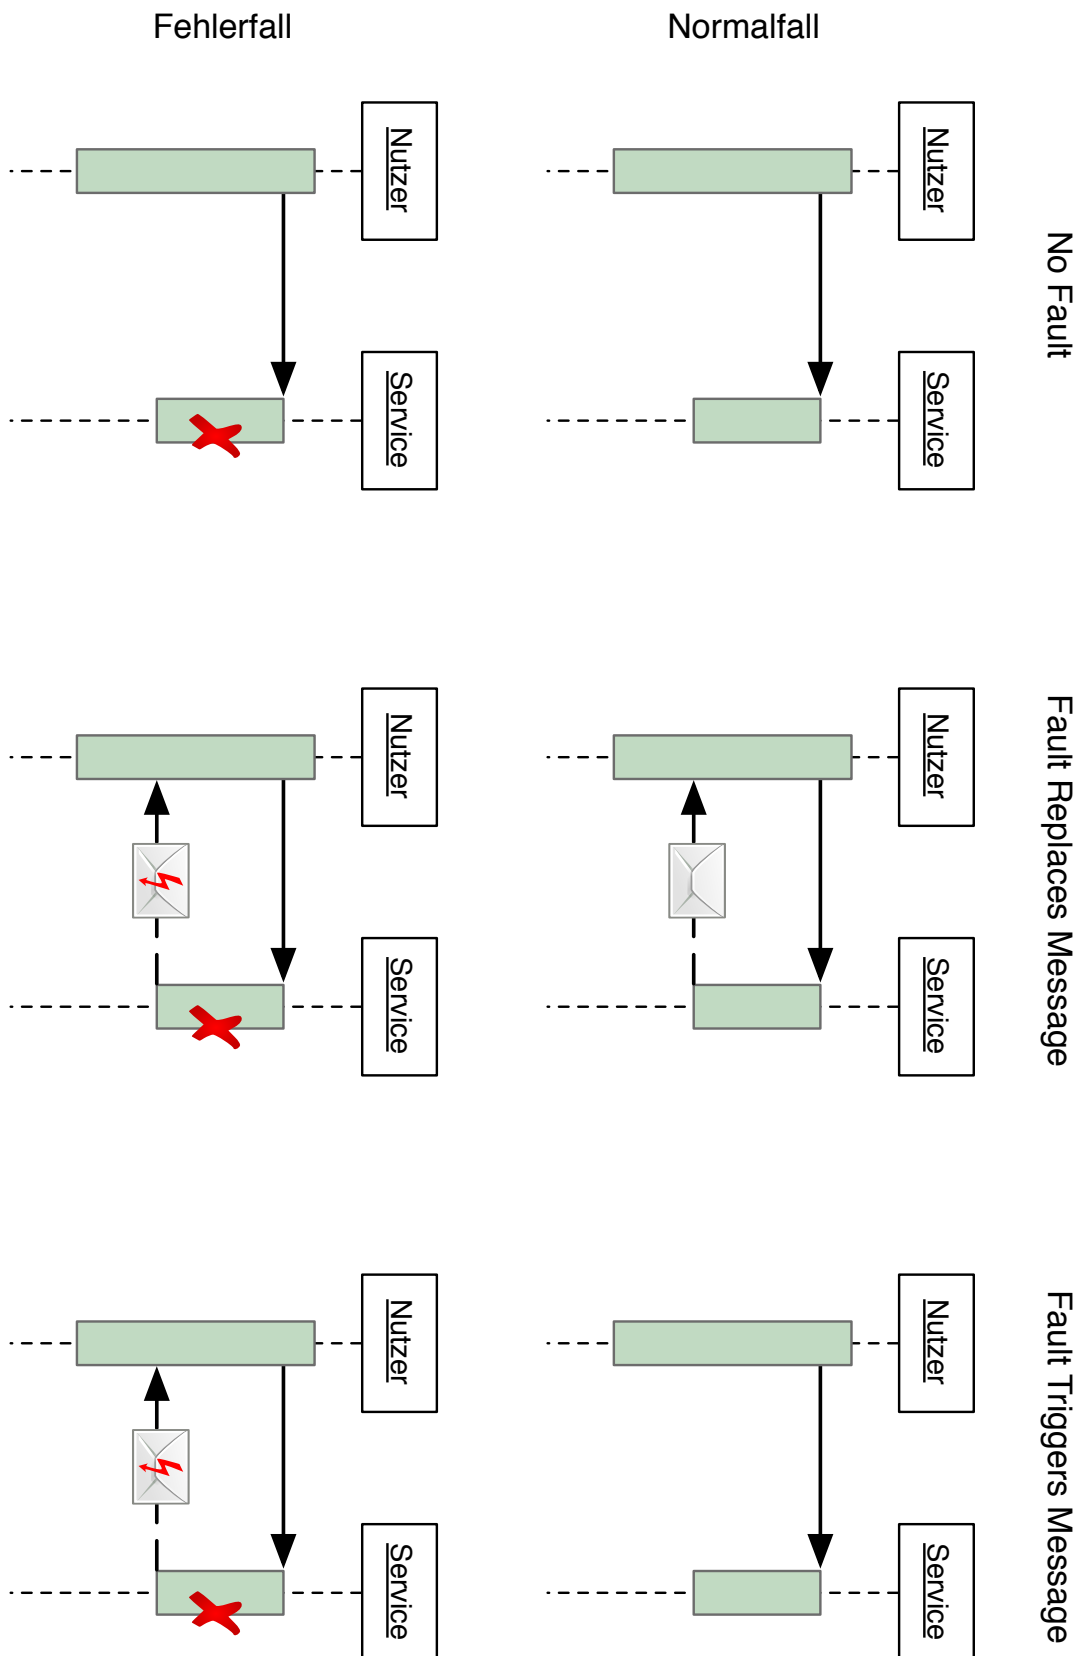 No Fault
Fault Replaces Message
Fault Triggers Message
Normalfall
Nutzer
Service
Nutzer
Service
Nutzer
Service
Fehlerfall
Nutzer
Service
Nutzer
Service
Nutzer
Service